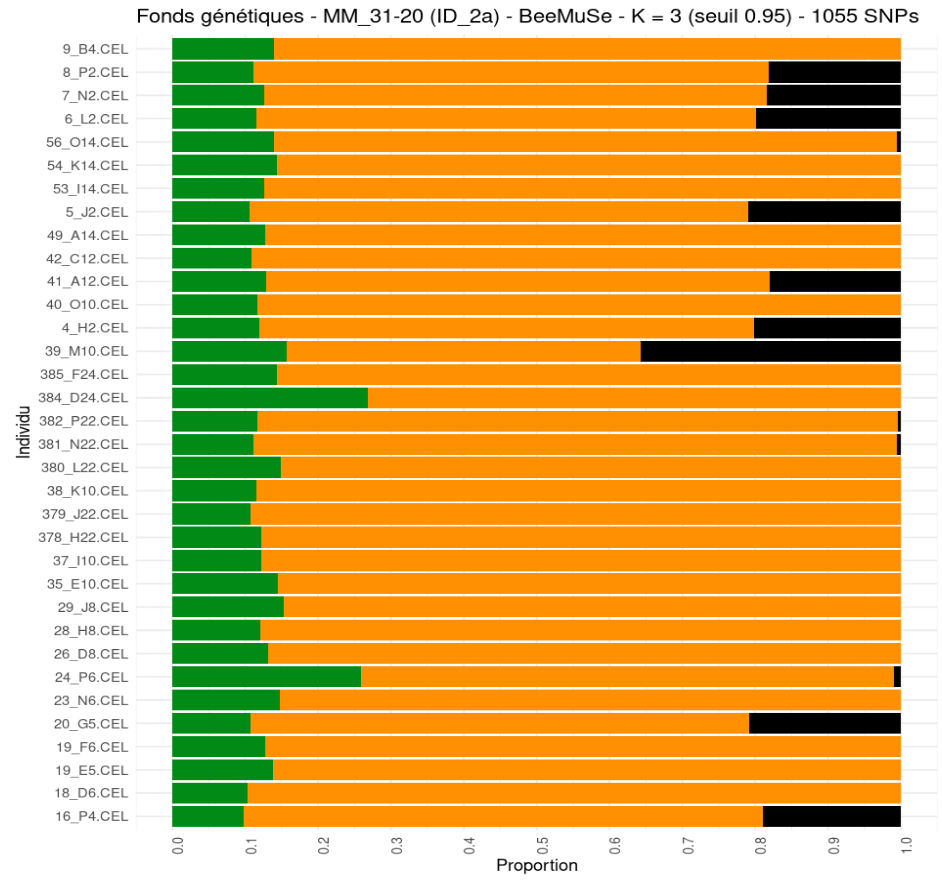 Fonds génétiques - MM_31-20 (ID_2a) - BeeMuSe - K = 3 (seuil 0.95) - 1055 SNPs
9_B4.CEL
8_P2.CEL
7_N2.CEL
6_L2.CEL
56_O14.CEL
54_K14.CEL
53_I14.CEL
5_J2.CEL
49_A14.CEL
42_C12.CEL
41_A12.CEL
40_O10.CEL
4_H2.CEL
39_M10.CEL
385_F24.CEL
384_D24.CEL
382_P22.CEL
381_N22.CEL
380_L22.CEL
38_K10.CEL
379_J22.CEL
378_H22.CEL
37_I10.CEL
35_E10.CEL
29_J8.CEL
28_H8.CEL
26_D8.CEL
24_P6.CEL
23_N6.CEL
20_G5.CEL
19_F6.CEL
19_E5.CEL
18_D6.CEL
16_P4.CEL
Individu
0.0 0.1 0.2 0.3 0.4 0.5 0.6 0.7 0.8 0.9 1.0
Proportion